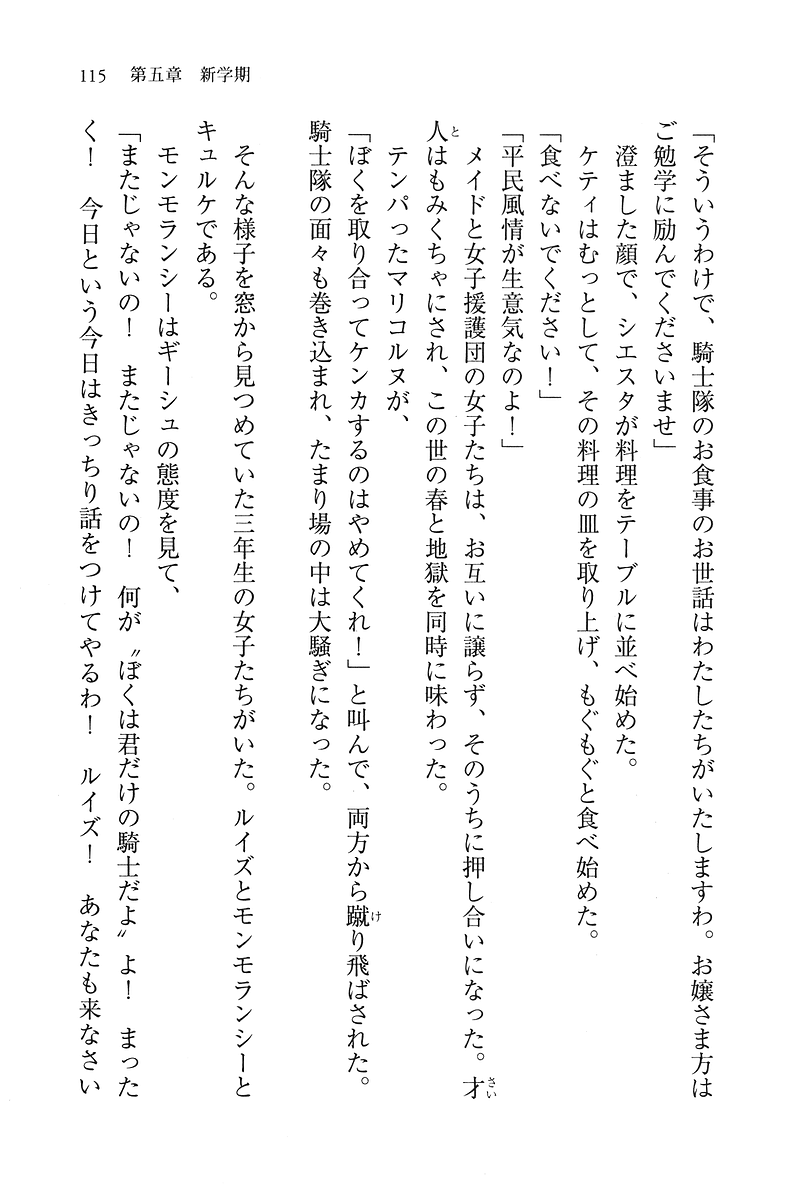 115　第五章　新学期
「そういうわけで、騎士隊のお食事のお世話はわたしたちがいたしますわ。お嬢さま方は
ご勉学に励んでくださいませ」
　澄ました顔で、シエスタが料理をテーブルに並べ始めた。
　ケティはむっとして、その料理の皿を取り上げ、もぐもぐと食べ始めた。
「食べないでください！」
「平民風情が生意気なのよ！」
　メイドと女子援護団の女子たちは、お互いに譲らず、そのうちに押し合いになった。才さい
人とはもみくちゃにされ、この世の春と地獄を同時に味わった。
　テンパったマリコルヌが、
「ぼくを取り合ってケンカするのはやめてくれ！」と叫んで、両方から蹴けり飛ばされた。
騎士隊の面々も巻き込まれ、たまり場の中は大騒ぎになった。
　そんな様子を窓から見つめていた三年生の女子たちがいた。ルイズとモンモランシーと
キュルケである。
　モンモランシーはギーシュの態度を見て、
「またじゃないの！　またじゃないの！　何が〝ぼくは君だけの騎士だよ〟よ！　まった
く！　今日という今日はきっちり話をつけてやるわ！　ルイズ！　あなたも来なさい